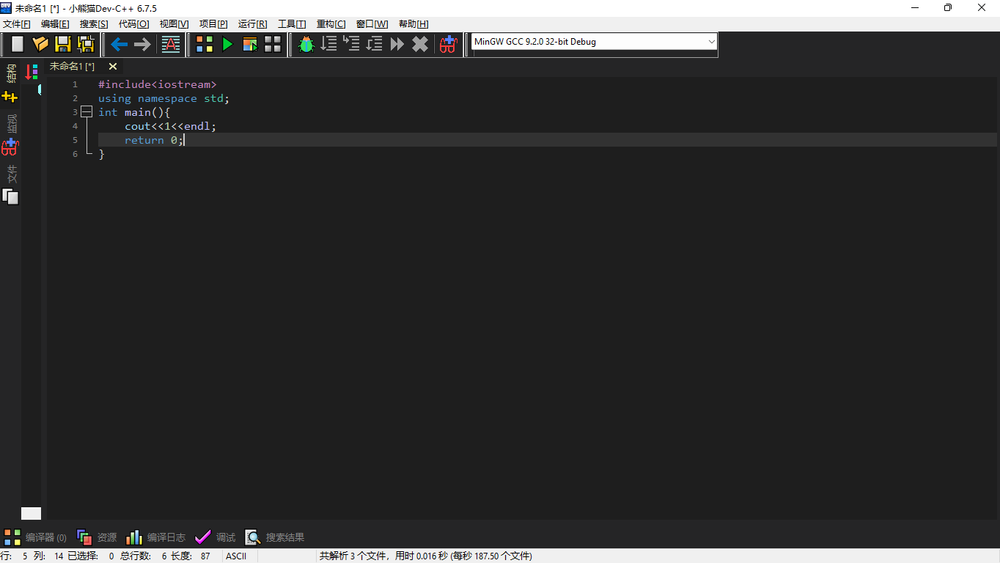 未命名1 [*] - 小熊猫Dev-C++ 6.7.5
文件[F] 编辑[E] 搜索[S] 代码[O] 视图[V] 项目[P] 运行[R] 工具[T] 重构[C] 窗口[W] 帮助[H]
MinGW GCC 9.2.0 32-bit Debug
结构
监视
文件
未命名1 [*]
1 #include<iostream>
2 using namespace std;
3 int main(){
4 cout<<1<<endl;
5 return 0;
6 }
编译器 (0) 资源 编译日志 调试 搜索结果
行: 5 列: 14 已选择: 0 总行数: 6 长度: 87 ASCII 共解析 3 个文件，用时 0.016 秒 (每秒 187.50 个文件)